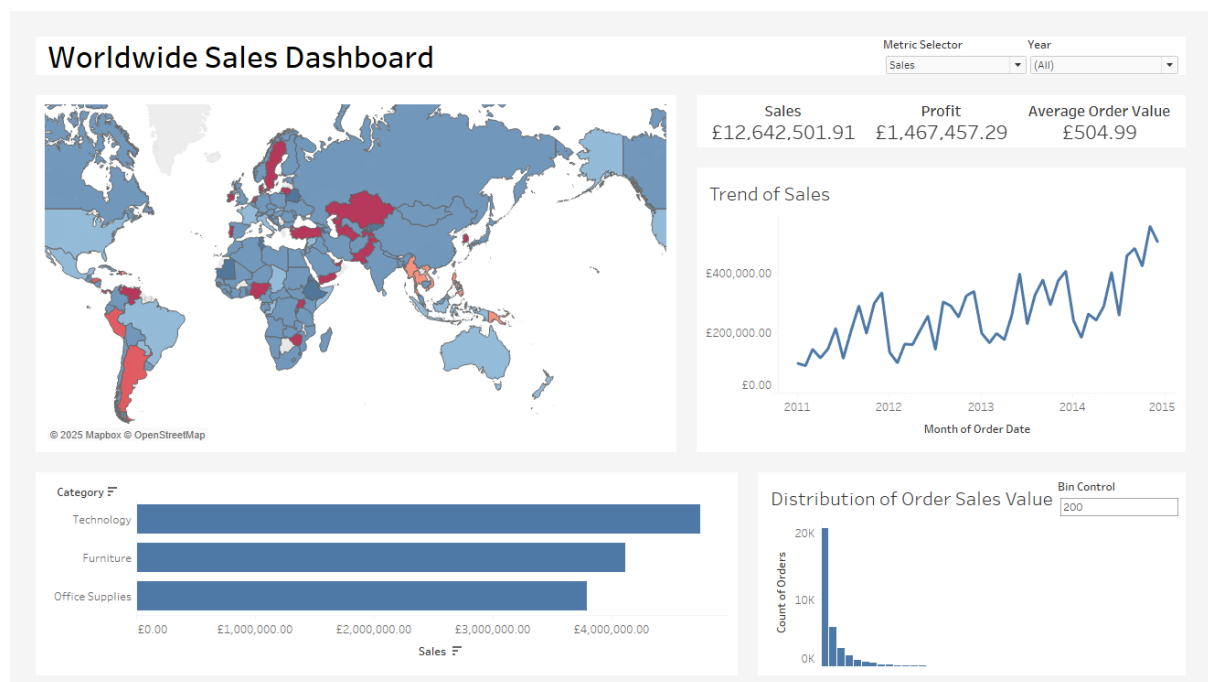 Worldwide Sales Dashboard
Metric Selector
Sales
Year
(All)
© 2025 Mapbox © OpenStreetMap
Sales
£12,642,501.91
Profit
£1,467,457.29
Average Order Value
£504.99
Trend of Sales
£400,000.00
£200,000.00
£0.00
2011 2012 2013 2014 2015
Month of Order Date
Category
Technology
Furniture
Office Supplies
£0.00 £1,000,000.00 £2,000,000.00 £3,000,000.00 £4,000,000.00
Sales
Distribution of Order Sales Value
Bin Control
200
Count of Orders
20K
10K
0K